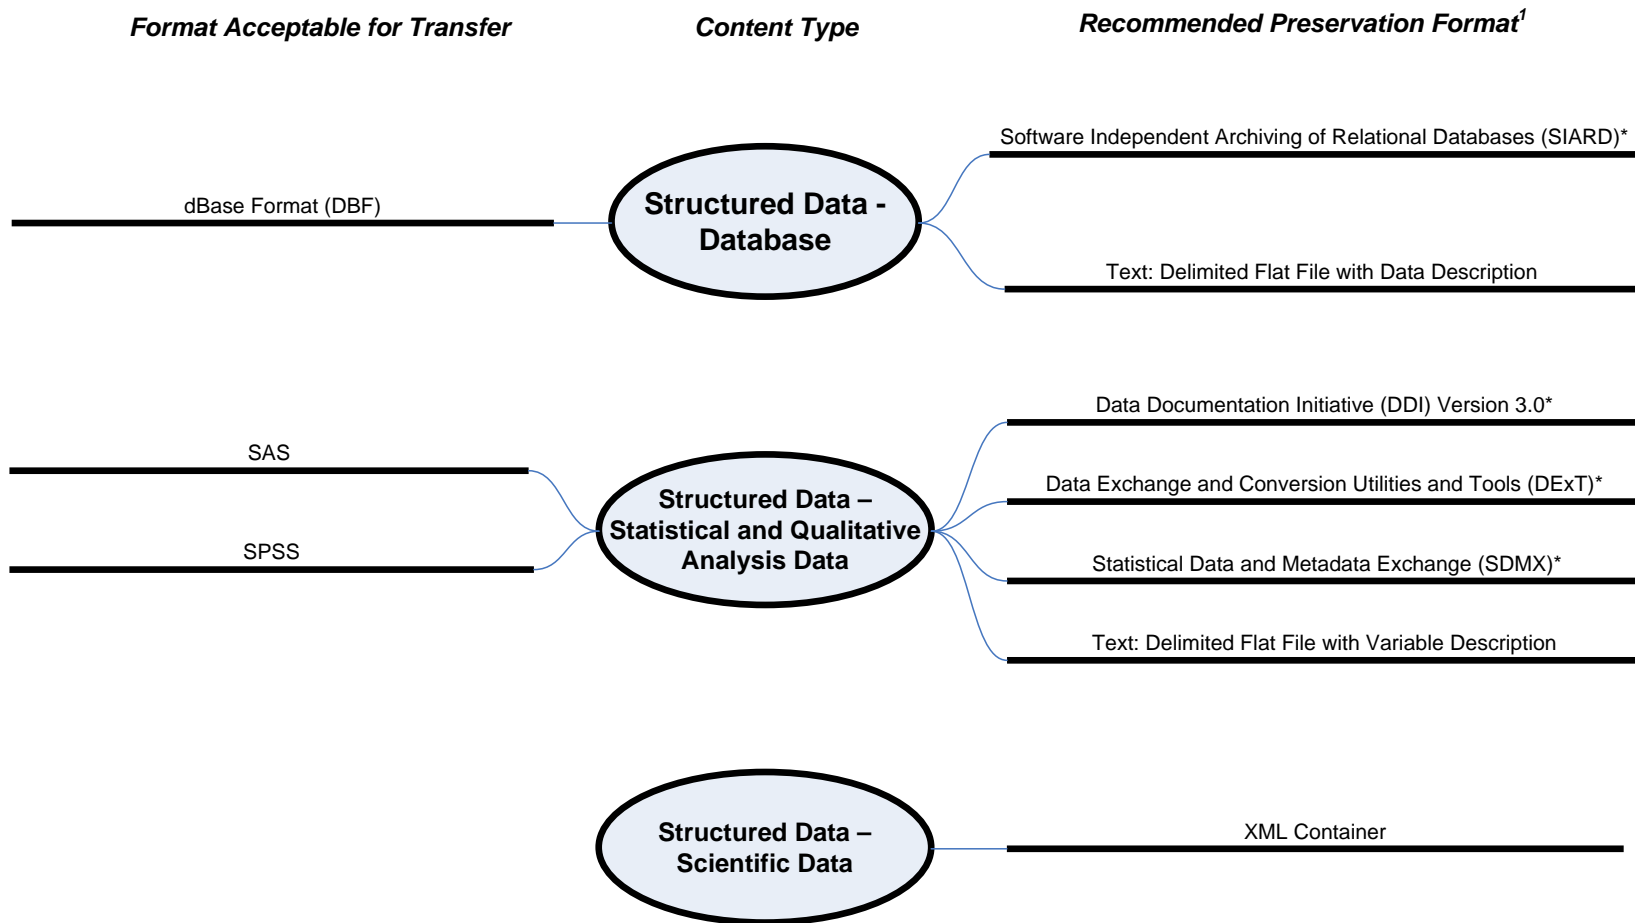 Format Acceptable for Transfer
Content Type
Recommended Preservation Format1
dBase Format (DBF)
Structured Data -
Database
Software Independent Archiving of Relational Databases (SIARD)*
Text: Delimited Flat File with Data Description
SAS
SPSS
Structured Data –
Statistical and Qualitative
Analysis Data
Data Documentation Initiative (DDI) Version 3.0*
Data Exchange and Conversion Utilities and Tools (DExT)*
Statistical Data and Metadata Exchange (SDMX)*
Text: Delimited Flat File with Variable Description
Structured Data –
Scientific Data
XML Container